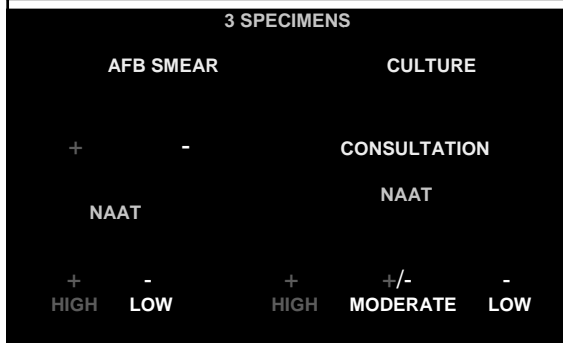 3 SPECIMENS
AFB SMEAR CULTURE
+ - CONSULTATION
NAAT NAAT
+ - + +/- -
HIGH LOW HIGH MODERATE LOW